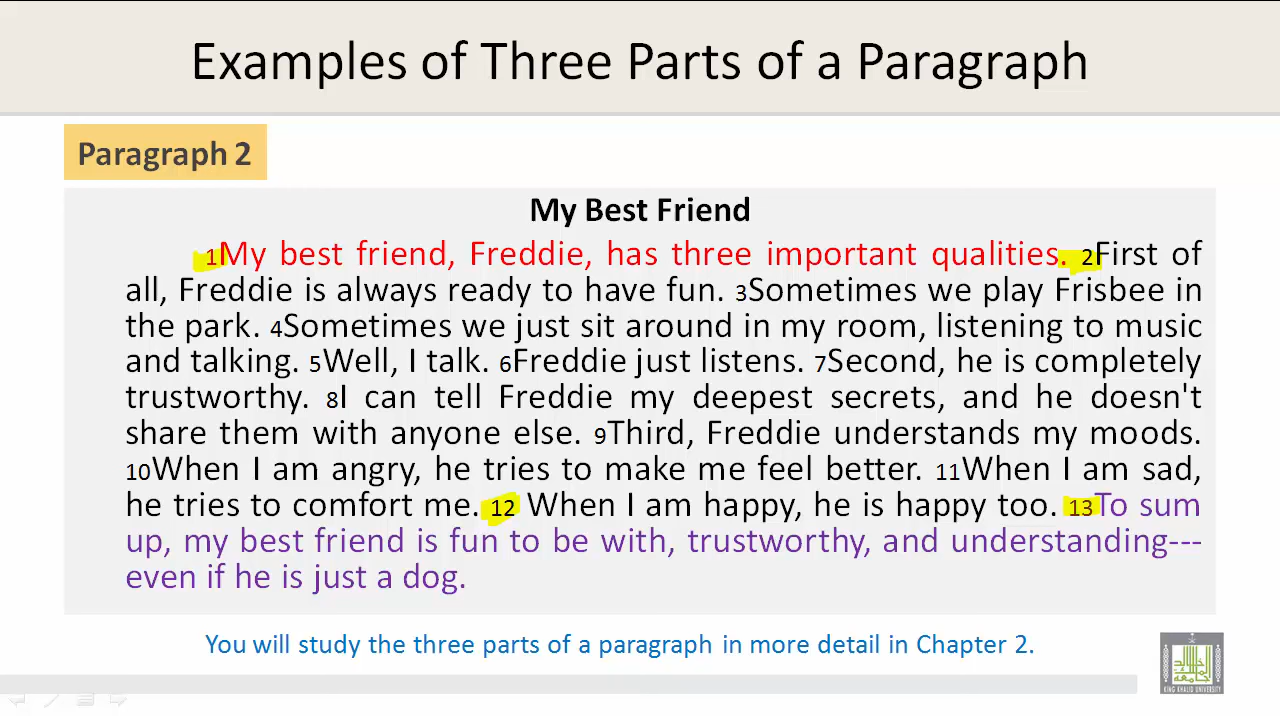 Examples of Three Parts of a Paragraph
Paragraph 2
My Best Friend
1My best friend, Freddie, has three important qualities. 2First of
all, Freddie is always ready to have fun. 3Sometimes we play Frisbee in
the park. 4Sometimes we just sit around in my room, listening to music
and talking. 5Well, I talk. 6Freddie just listens. 7Second, he is completely
trustworthy. 8I can tell Freddie my deepest secrets, and he doesn't
share them with anyone else. 9Third, Freddie understands my moods.
10When I am angry, he tries to make me feel better. 11When I am sad,
he tries to comfort me. 12 When I am happy, he is happy too. 13To sum
up, my best friend is fun to be with, trustworthy, and understanding---
even if he is just a dog.
You will study the three parts of a paragraph in more detail in Chapter 2.
KING KHALID UNIVERSITY